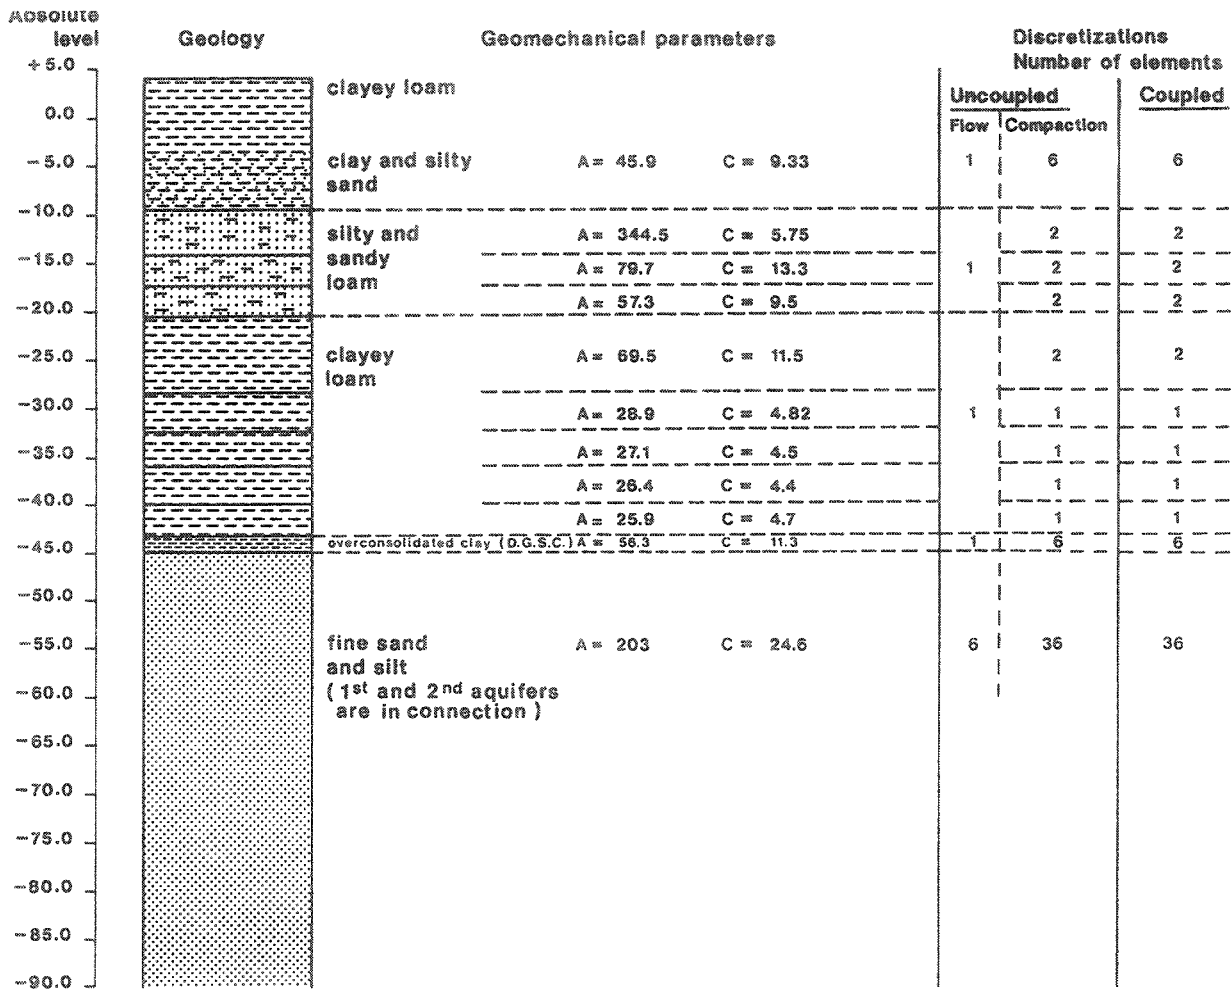 Absolute
level Geology Geomechanical parameters Discretizations
Number of elements
+5.0
clayey loam Uncoupled Coupled
0.0 Flow Compaction
-5.0 clay and silty A = 45.9 C = 9.33 1 6 6
sand
-10.0
silty and A = 344.5 C = 5.75 2 2
sandy
-15.0 A = 79.7 C = 13.3 1 2 2
loam
-20.0 A = 57.3 C = 9.5 2 2
-25.0 clayey A = 69.5 C = 11.5 2 2
loam
-30.0 A = 28.9 C = 4.82 1 1 1
-35.0 A = 27.1 C = 4.5 1 1
A = 26.4 C = 4.4 1 1
-40.0
A = 25.9 C = 4.7 1 1
-45.0 overconsolidated clay (D.G.S.C.) A = 56.3 C = 11.3 1 6 6
-50.0
-55.0 fine sand A = 203 C = 24.6 6 36 36
and silt
-60.0 (1st and 2nd aquifers
are in connection)
-65.0
-70.0
-75.0
-80.0
-85.0
-90.0